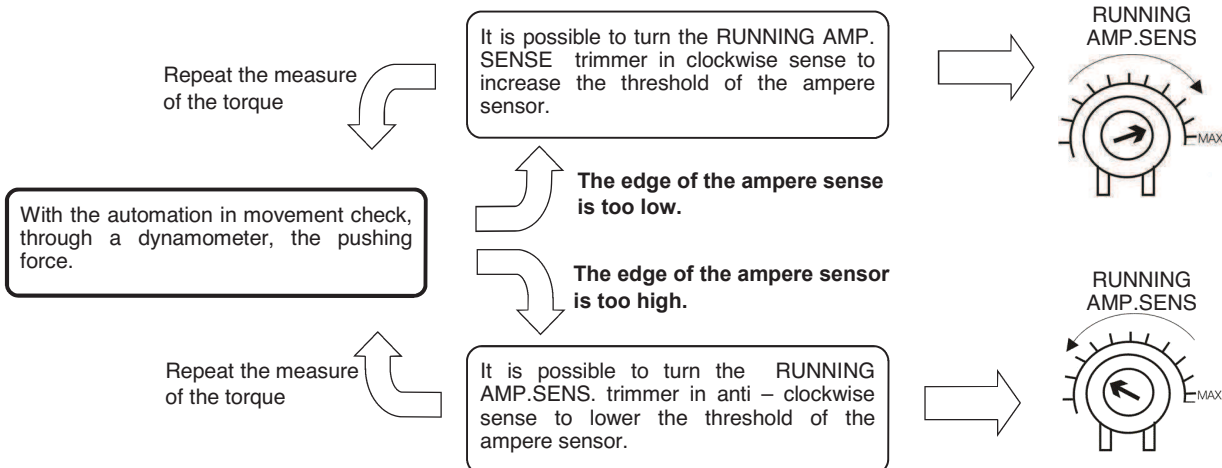 It is possible to turn the RUNNING AMP.
SENSE trimmer in clockwise sense to
increase the threshold of the ampere
sensor.
RUNNING
AMP.SENS
MAX
Repeat the measure
of the torque
The edge of the ampere sense
is too low.
With the automation in movement check,
through a dynamometer, the pushing
force.
The edge of the ampere sensor
is too high.
RUNNING
AMP.SENS
MAX
Repeat the measure
of the torque
It is possible to turn the RUNNING
AMP.SENS. trimmer in anti – clockwise
sense to lower the threshold of the
ampere sensor.